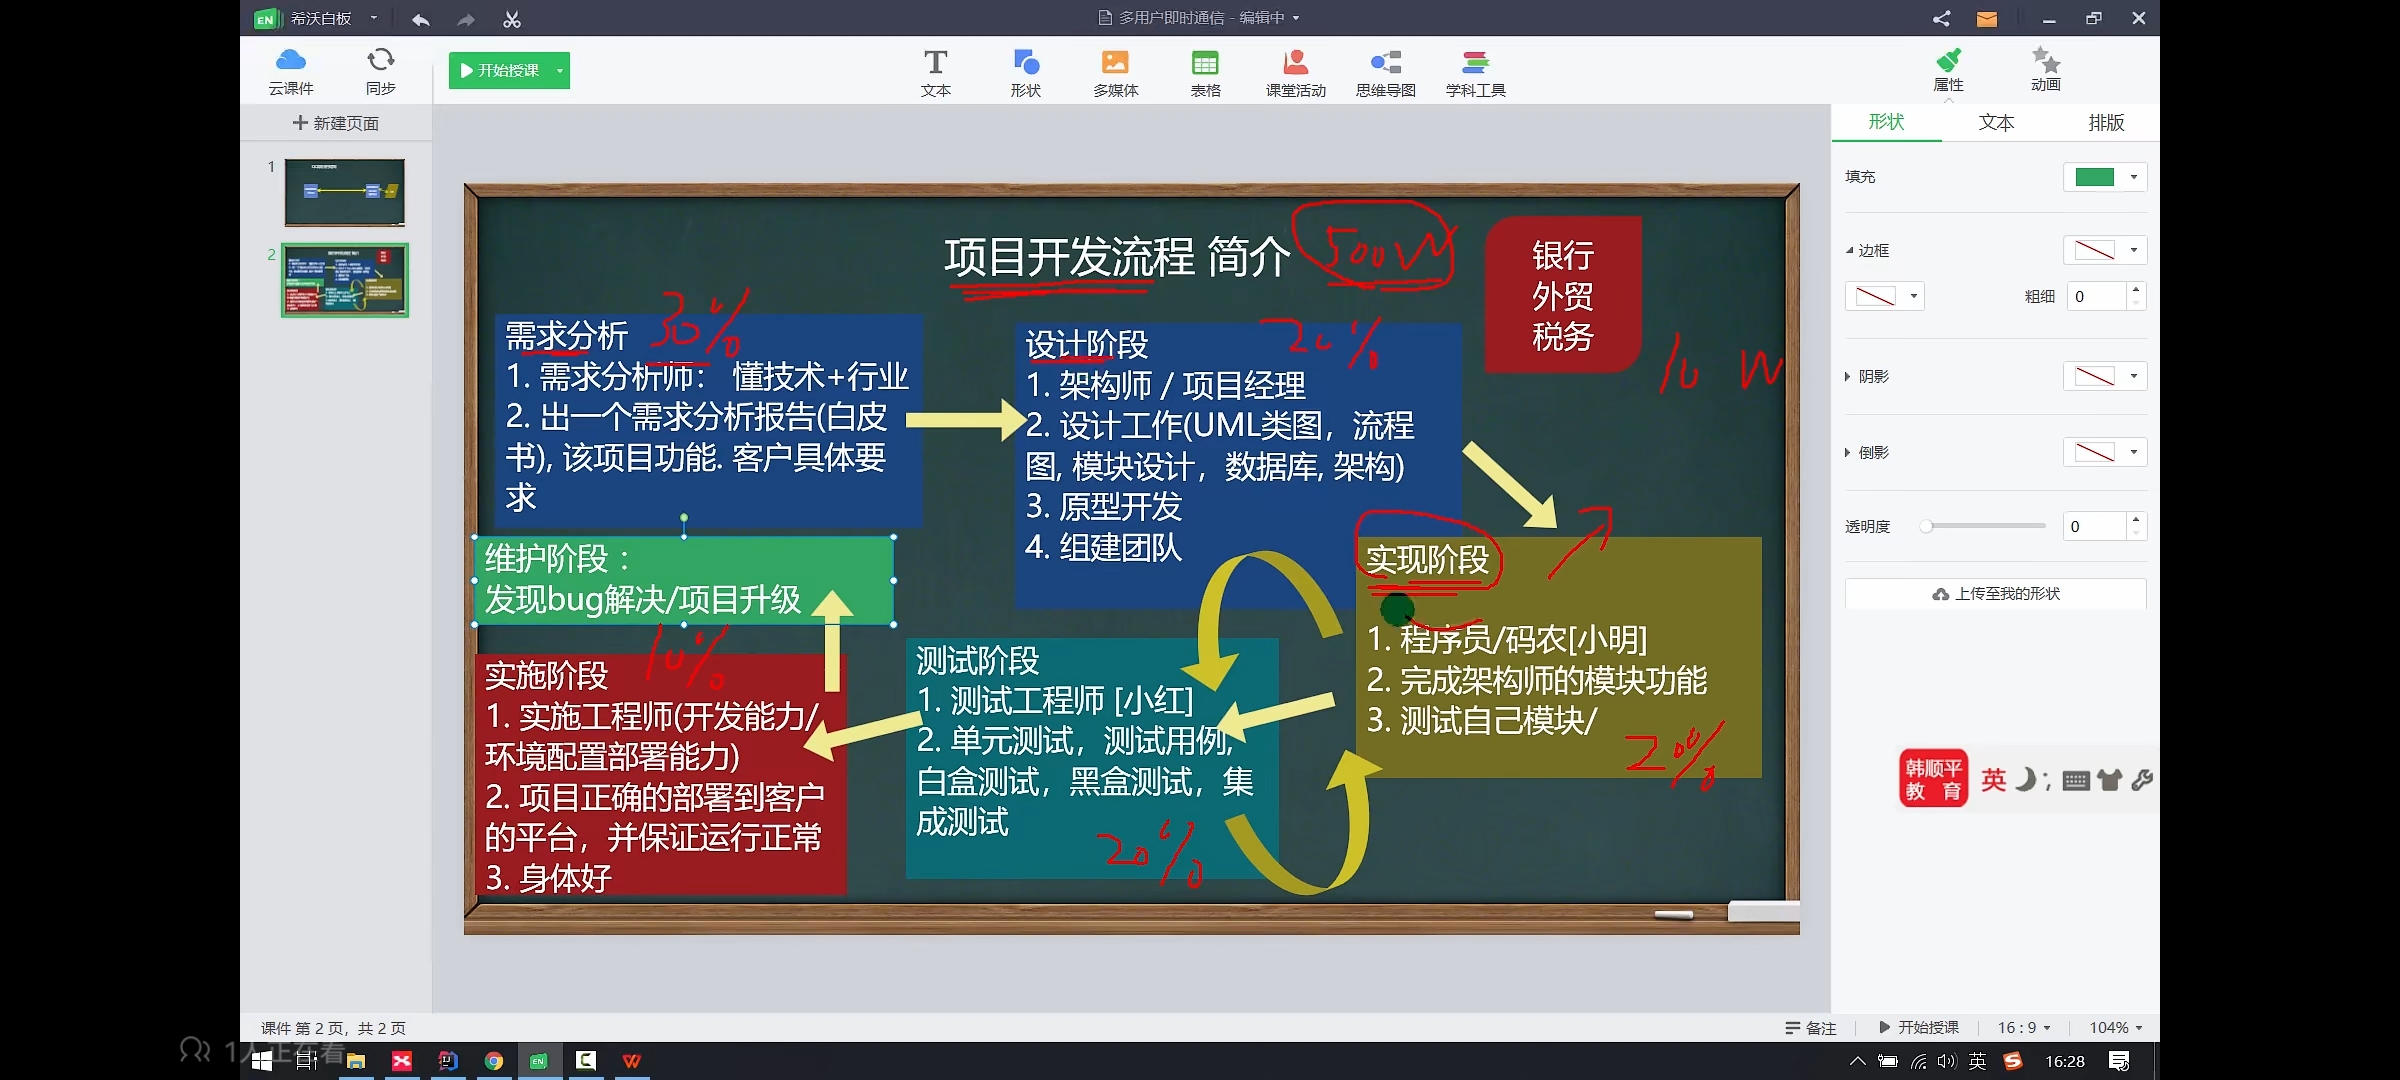 EN 希沃白板
多用户即时通信 - 编辑中
云课件
同步
开始授课
文本
形状
多媒体
表格
课堂活动
思维导图
学科工具
属性
动画
新建页面
1
2
形状
文本
排版
填充
边框
粗细
0
阴影
倒影
透明度
0
上传至我的形状
项目开发流程 简介
500W
银行
外贸
税务
10 W
需求分析
30%
1. 需求分析师： 懂技术+行业
2. 出一个需求分析报告(白皮
书), 该项目功能. 客户具体要
求
设计阶段
20%
1. 架构师 / 项目经理
2. 设计工作(UML类图，流程
图, 模块设计，数据库, 架构)
3. 原型开发
4. 组建团队
实现阶段
1. 程序员/码农[小明]
2. 完成架构师的模块功能
3. 测试自己模块/
20%
维护阶段：
发现bug解决/项目升级
10%
测试阶段
1. 测试工程师 [小红]
2. 单元测试，测试用例,
白盒测试，黑盒测试，集
成测试
20%
实施阶段
1. 实施工程师(开发能力/
环境配置部署能力)
2. 项目正确的部署到客户
的平台，并保证运行正常
3. 身体好
韩顺平
教 育
英
课件 第 2 页，共 2 页
备注
开始授课
16 : 9
104%
1人正在看
EN
英
16:28